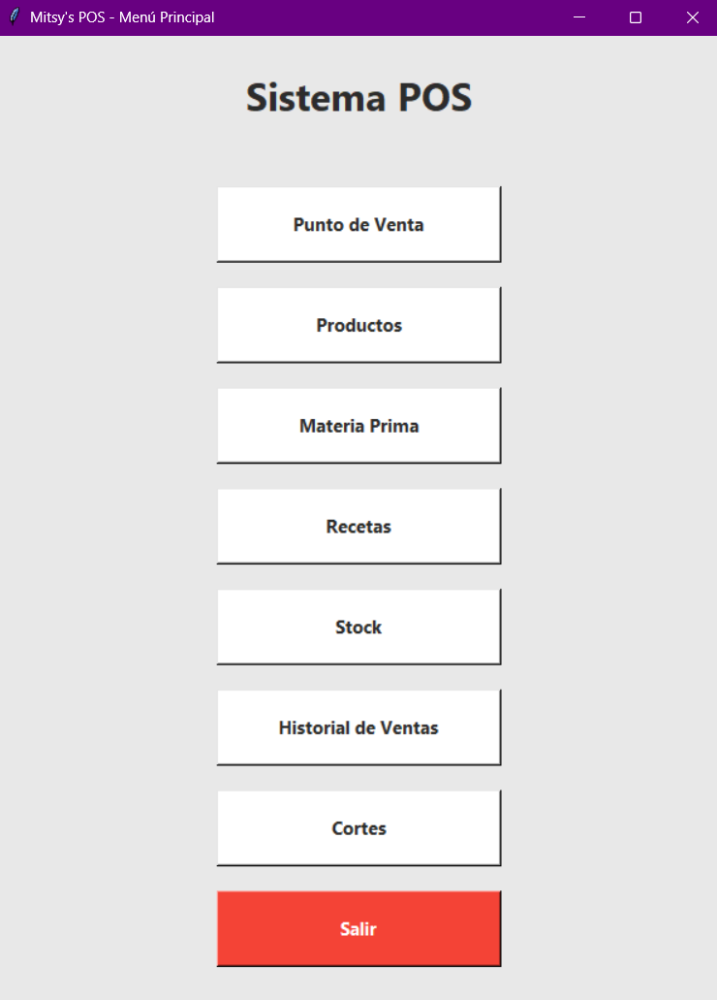 Mitsy's POS - Menú Principal
Sistema POS
Punto de Venta
Productos
Materia Prima
Recetas
Stock
Historial de Ventas
Cortes
Salir